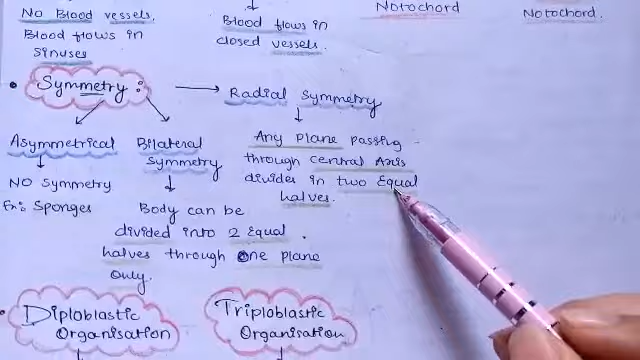 No Blood vessels.
Blood flows in
sinuses
Blood flows in
closed vessels.
Notochord
Notochord.
Symmetry :
Radial Symmetry
Any plane passing
through central Axis
divides in two Equal
halves.
Asymmetrical
NO Symmetry
Ex: Sponges
Bilateral
Symmetry
Body can be
divided into 2 Equal
halves through One plane
only.
Diploblastic
Organisation
Triploblastic
Organisation